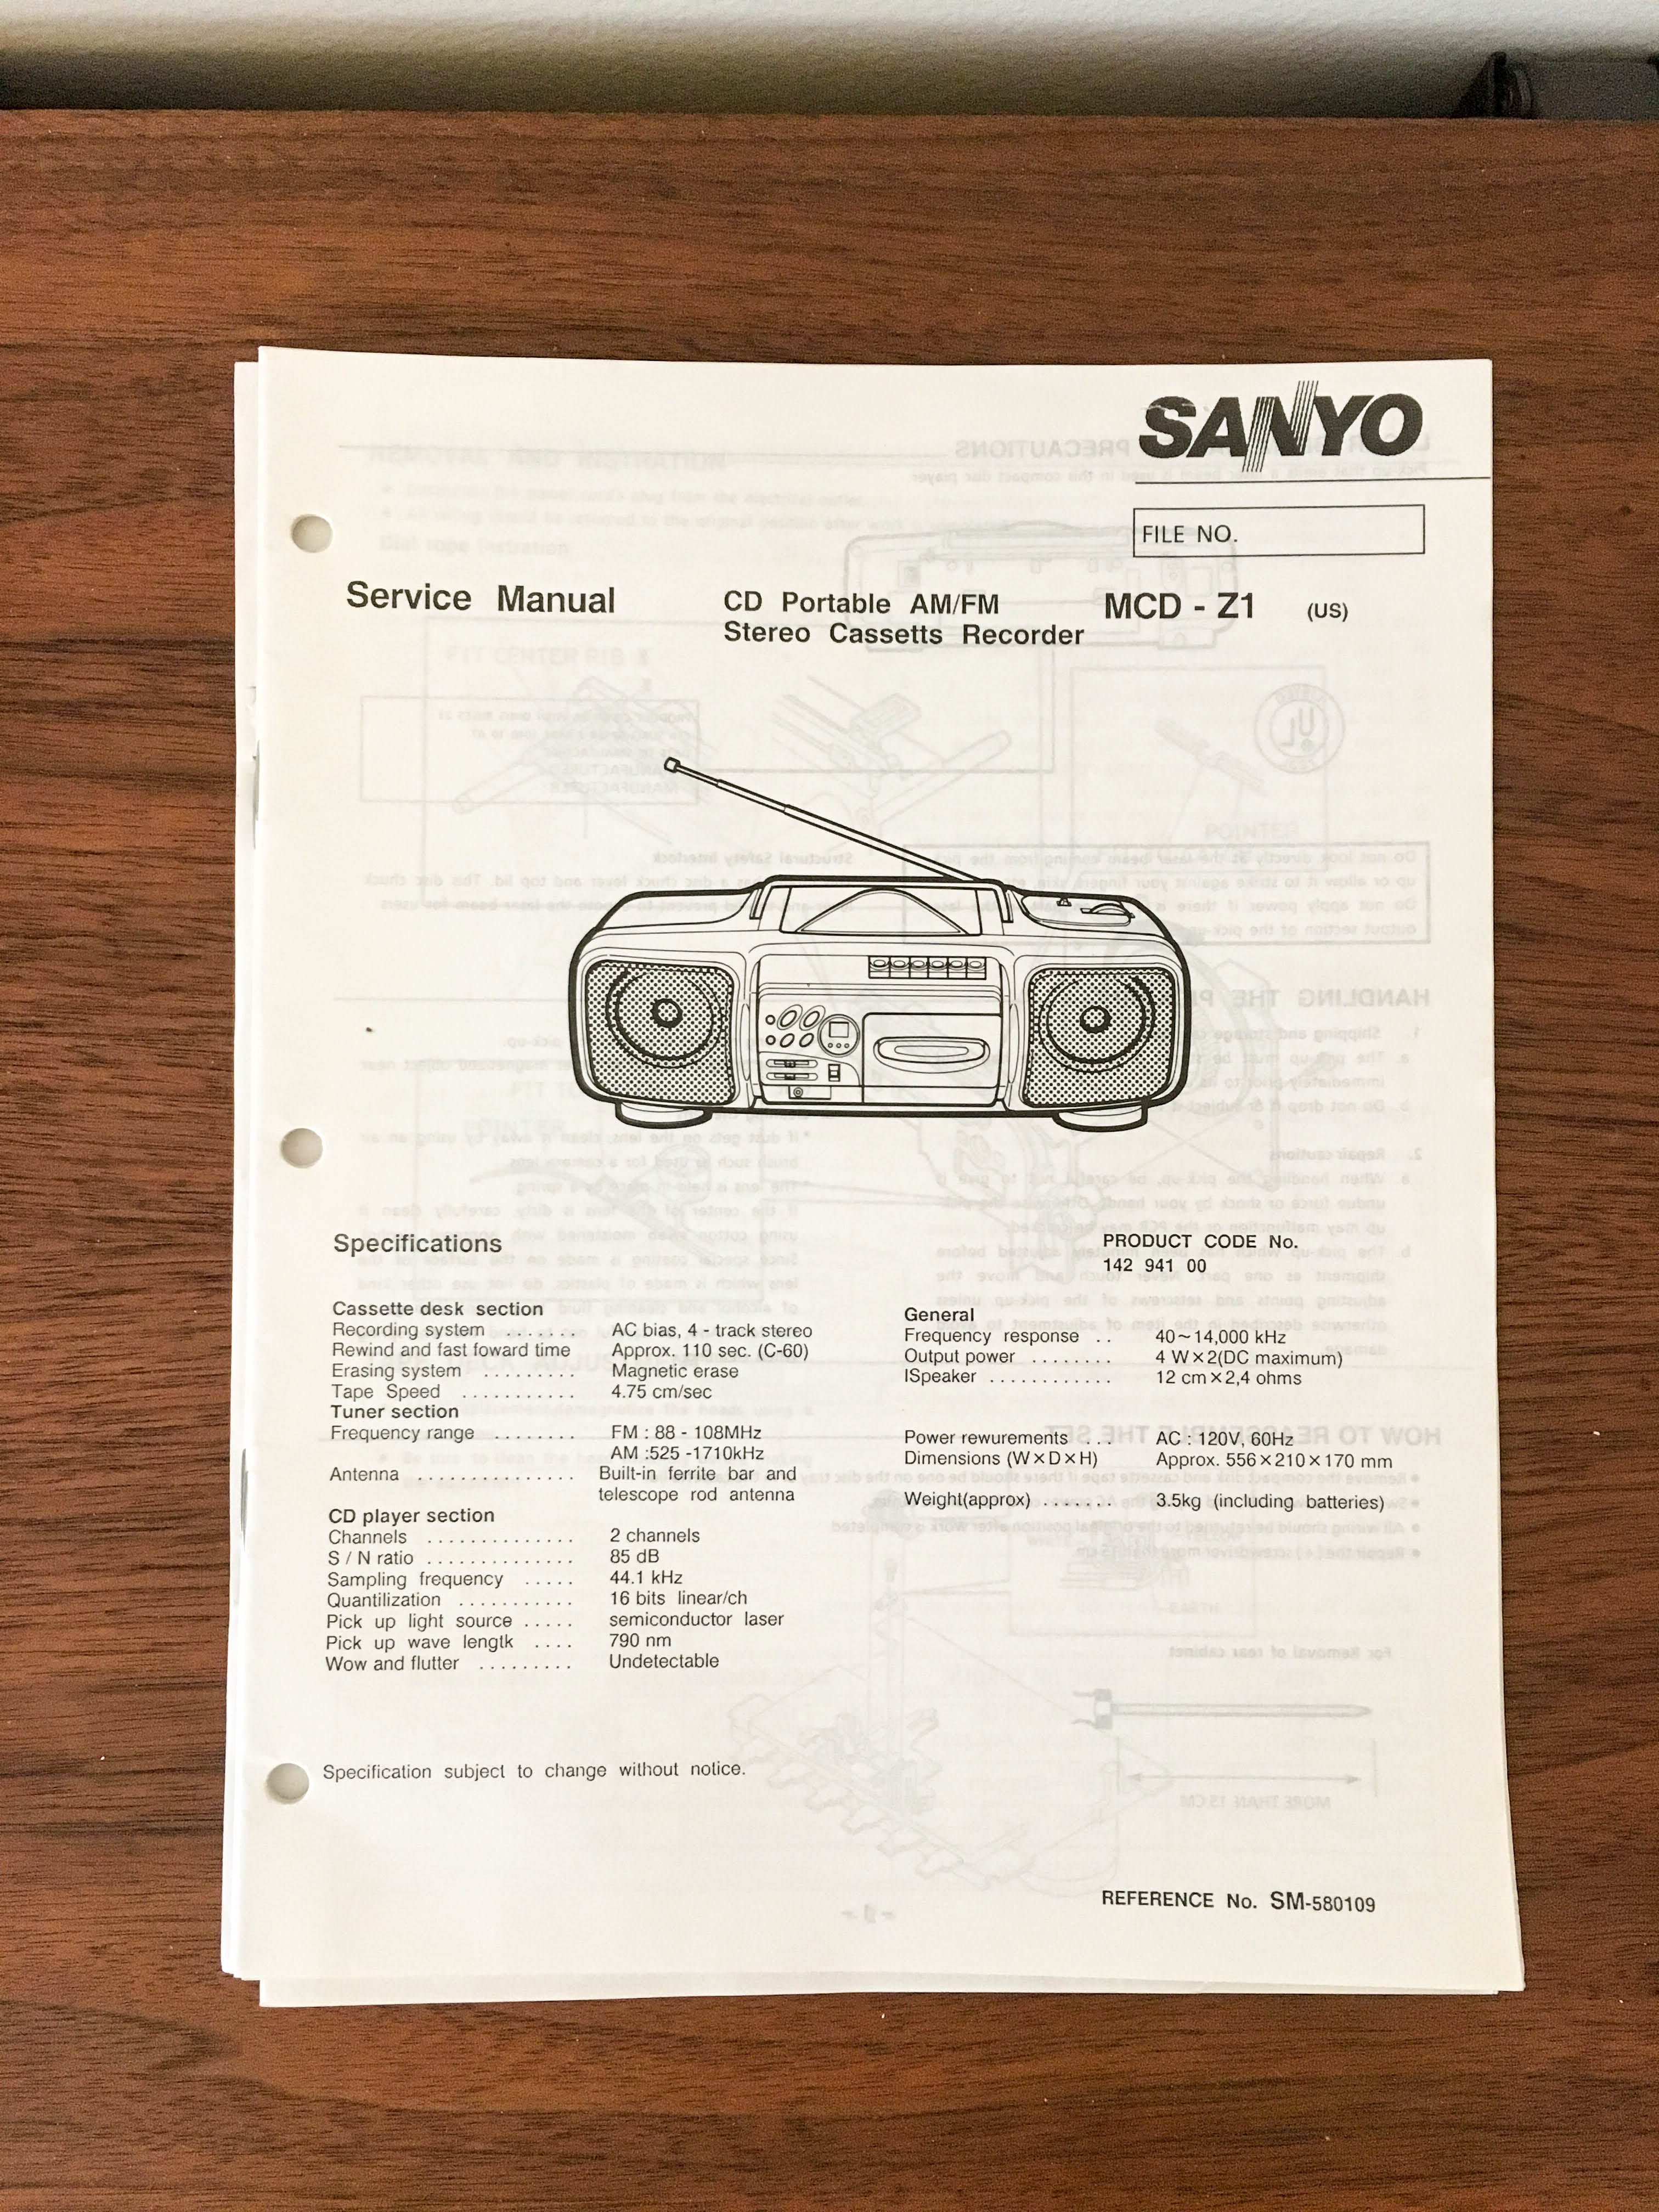 SANYO
FILE NO.
Service Manual
CD Portable AM/FM
Stereo Cassetts Recorder
MCD - Z1 (US)
Specifications
Cassette desk section
Recording system ...... AC bias, 4 - track stereo
Rewind and fast foward time Approx. 110 sec. (C-60)
Erasing system ......... Magnetic erase
Tape Speed ........... 4.75 cm/sec
Tuner section
Frequency range ........ FM : 88 - 108MHz
AM :525 -1710kHz
Antenna .............. Built-in ferrite bar and
telescope rod antenna
CD player section
Channels ............. 2 channels
S / N ratio ............. 85 dB
Sampling frequency ..... 44.1 kHz
Quantilization ........... 16 bits linear/ch
Pick up light source ..... semiconductor laser
Pick up wave lengtk .... 790 nm
Wow and flutter ......... Undetectable
PRODUCT CODE No.
142 941 00
General
Frequency response .. 40~14,000 kHz
Output power ........ 4 W×2(DC maximum)
ISpeaker ............ 12 cm×2,4 ohms
Power rewurements ... AC : 120V, 60Hz
Dimensions (W×D×H) Approx. 556×210×170 mm
Weight(approx) ....... 3.5kg (including batteries)
Specification subject to change without notice.
REFERENCE No. SM-580109